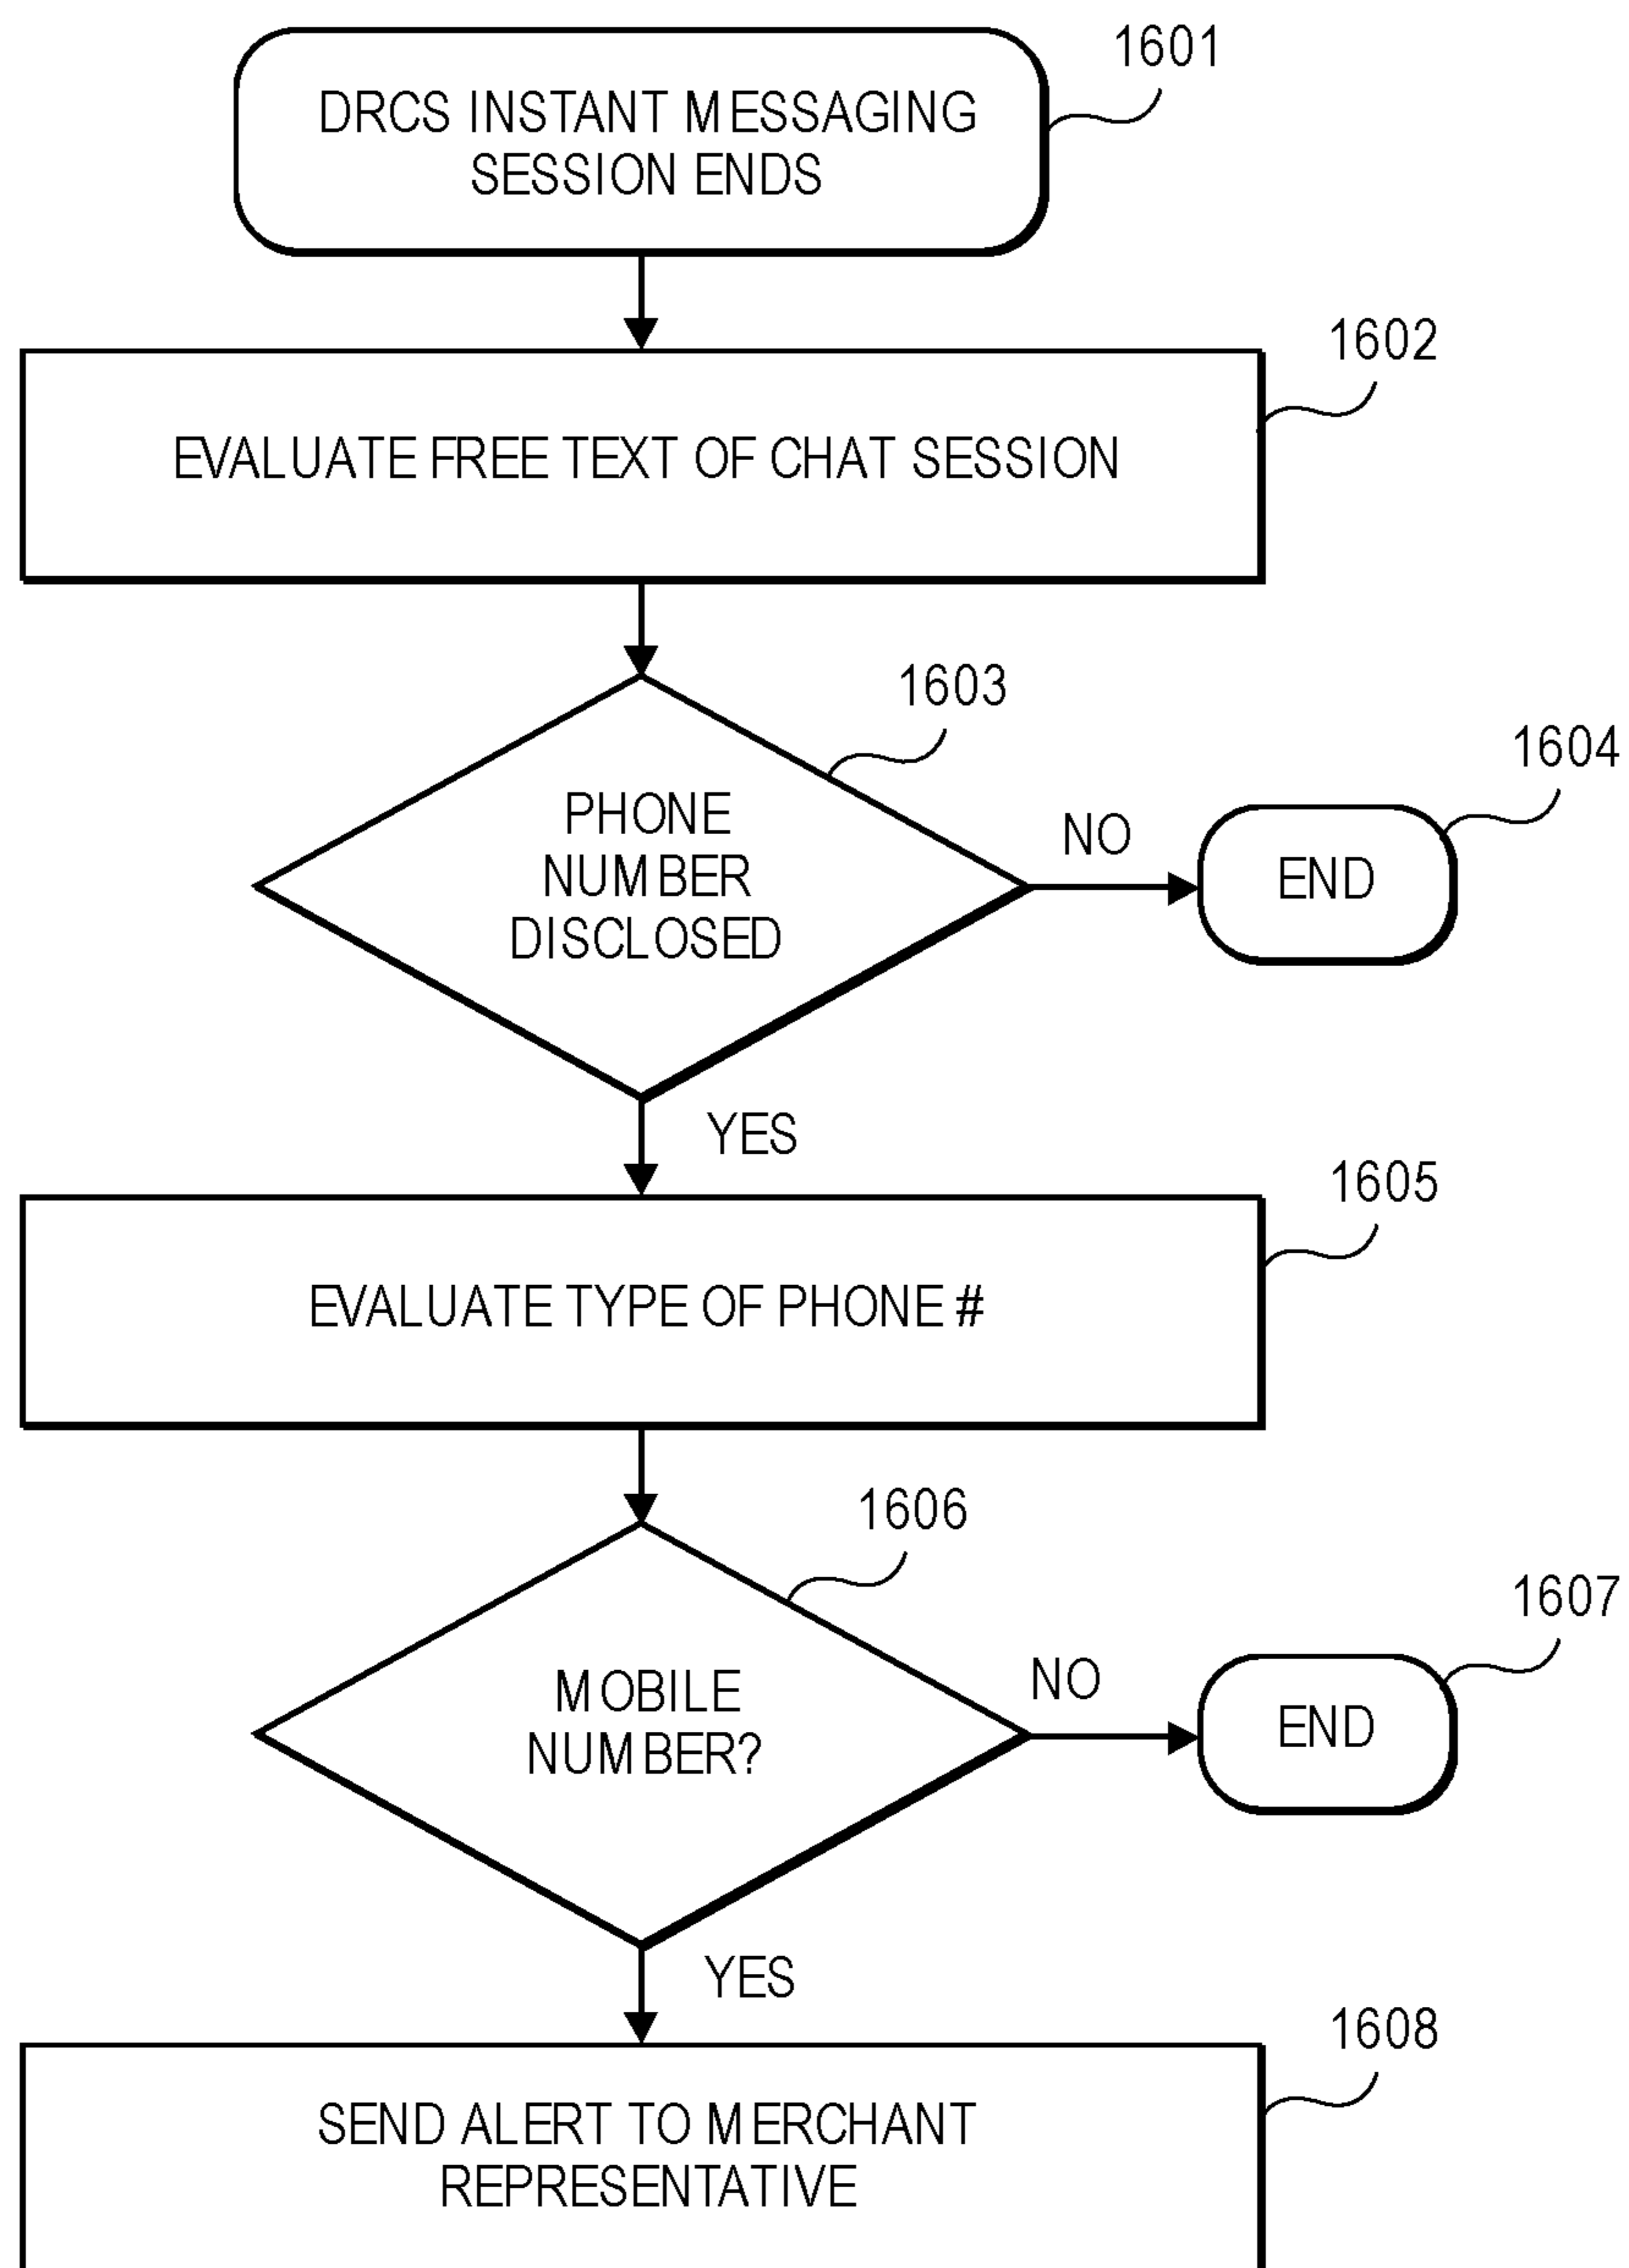 1601
DRCS INSTANT MESSAGING
SESSION ENDS
1602
EVALUATE FREE TEXT OF CHAT SESSION
1603
PHONE
NUMBER
DISCLOSED
NO
1604
END
YES
1605
EVALUATE TYPE OF PHONE #
1606
MOBILE
NUMBER?
NO
1607
END
YES
1608
SEND ALERT TO MERCHANT
REPRESENTATIVE